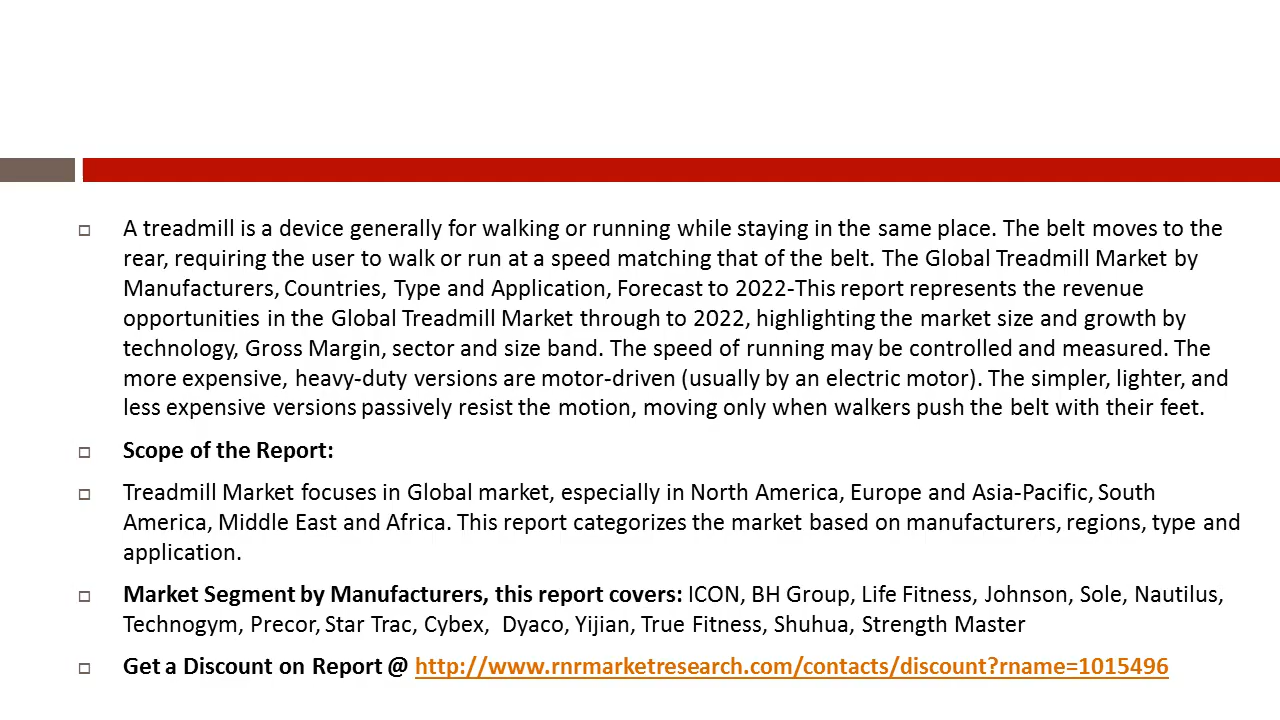 A treadmill is a device generally for walking or running while staying in the same place. The belt moves to the
rear, requiring the user to walk or run at a speed matching that of the belt. The Global Treadmill Market by
Manufacturers, Countries, Type and Application, Forecast to 2022-This report represents the revenue
opportunities in the Global Treadmill Market through to 2022, highlighting the market size and growth by
technology, Gross Margin, sector and size band. The speed of running may be controlled and measured. The
more expensive, heavy-duty versions are motor-driven (usually by an electric motor). The simpler, lighter, and
less expensive versions passively resist the motion, moving only when walkers push the belt with their feet.
Scope of the Report:
Treadmill Market focuses in Global market, especially in North America, Europe and Asia-Pacific, South
America, Middle East and Africa. This report categorizes the market based on manufacturers, regions, type and
application.
Market Segment by Manufacturers, this report covers: ICON, BH Group, Life Fitness, Johnson, Sole, Nautilus,
Technogym, Precor, Star Trac, Cybex, Dyaco, Yijian, True Fitness, Shuhua, Strength Master
Get a Discount on Report @ http://www.rnrmarketresearch.com/contacts/discount?rname=1015496